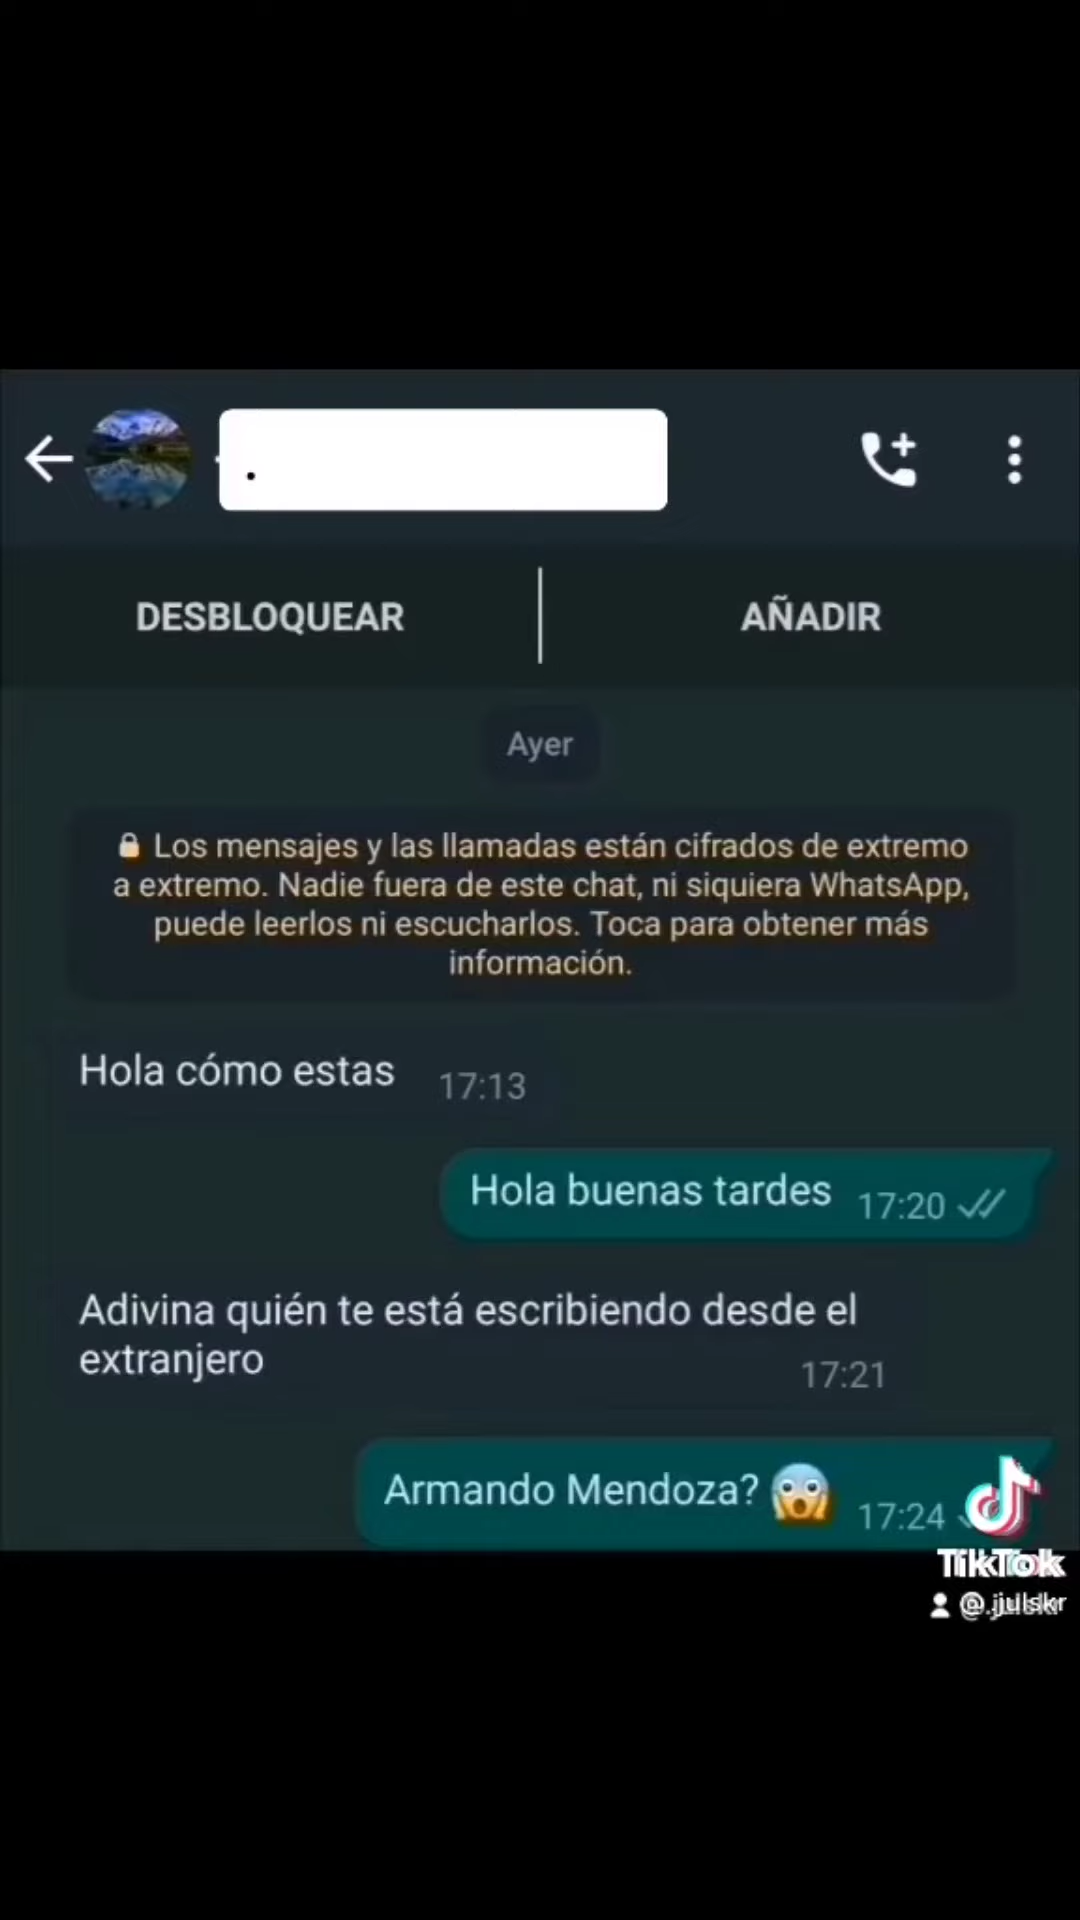 DESBLOQUEAR
AÑADIR
Ayer
Los mensajes y las llamadas están cifrados de extremo
a extremo. Nadie fuera de este chat, ni siquiera WhatsApp,
puede leerlos ni escucharlos. Toca para obtener más
información.
Hola cómo estas 17:13
Hola buenas tardes 17:20
Adivina quién te está escribiendo desde el
extranjero 17:21
Armando Mendoza? 😱 17:24
TikTok
@.julskr